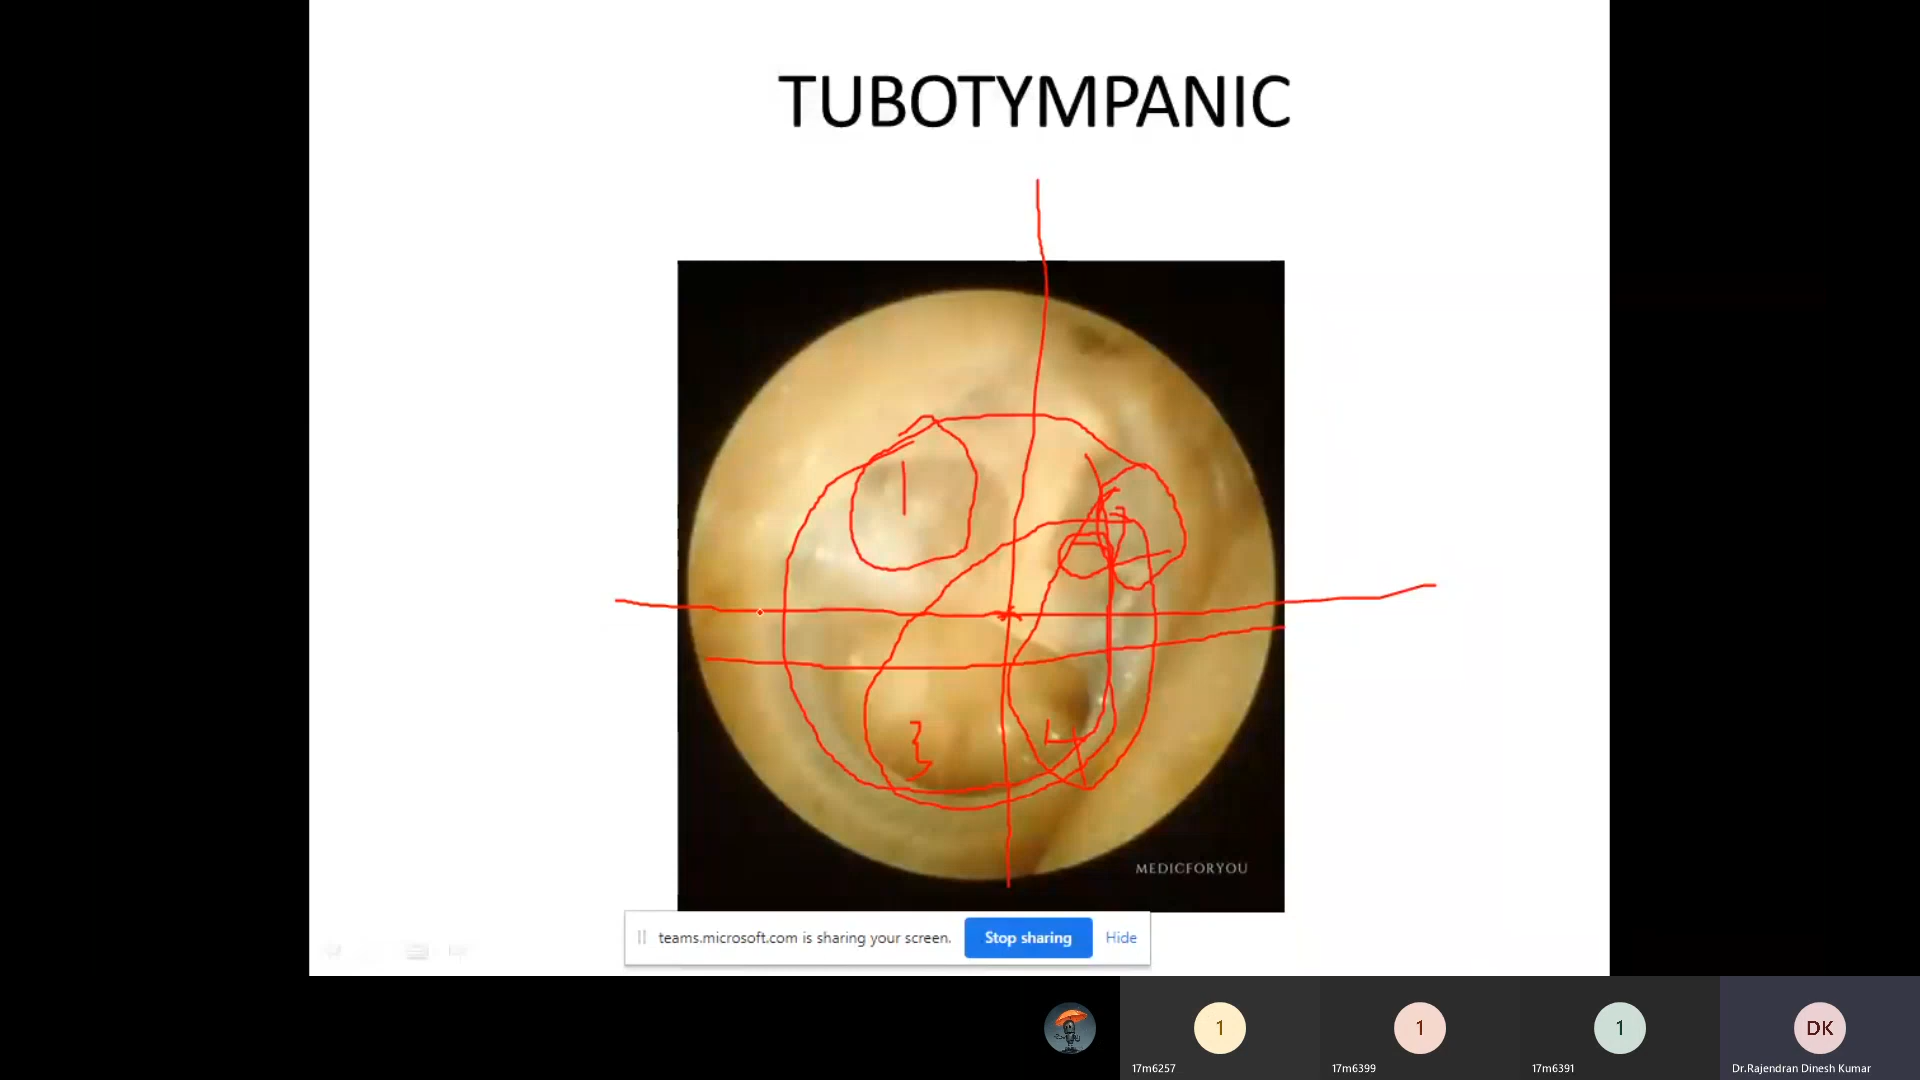 TUBOTYMPANIC
1
2
3
4
MEDICFORYOU
teams.microsoft.com is sharing your screen.
Stop sharing
Hide
1
1
1
DK
17m6257
17m6399
17m6391
Dr.Rajendran Dinesh Kumar